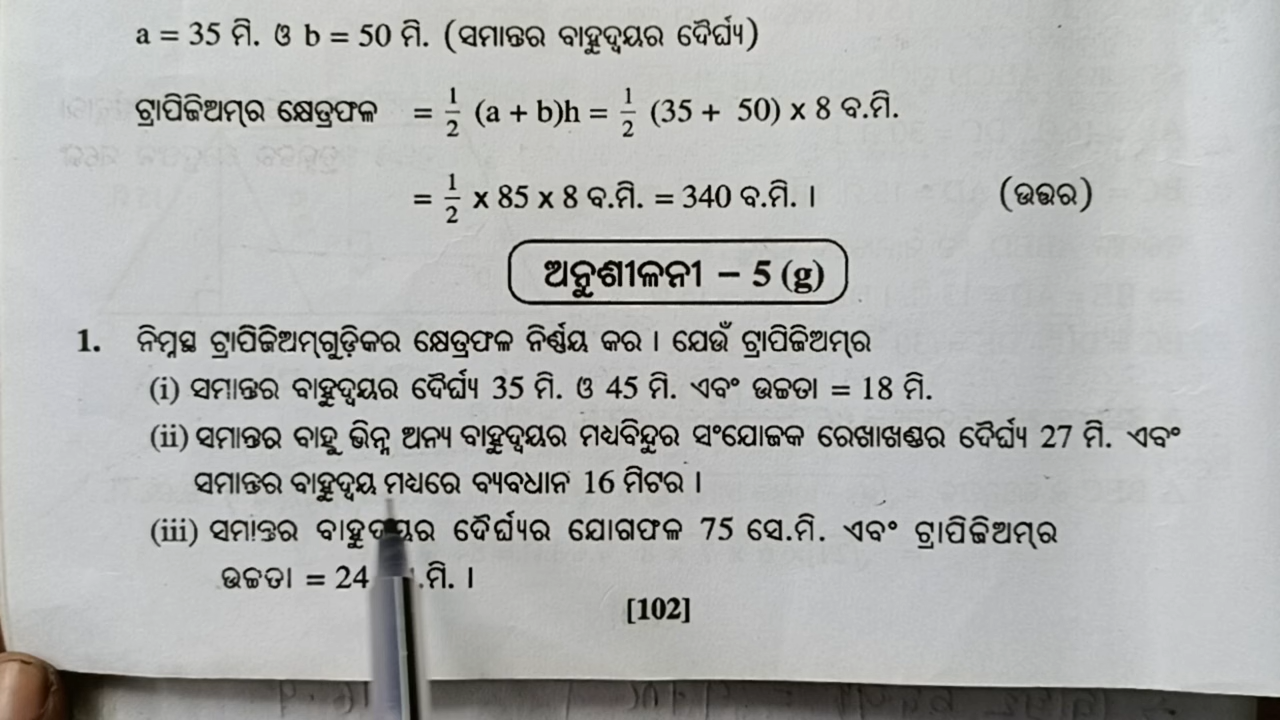 a = 35 ମି. ଓ b = 50 ମି. (ସମାନ୍ତର ବାହୁଦ୍ୱୟର ଦୈର୍ଘ୍ୟ)
ଟ୍ରାପିଜିଅମ୍‌ର କ୍ଷେତ୍ରଫଳ = 1/2 (a + b)h = 1/2 (35 + 50) x 8 ବ.ମି.
= 1/2 x 85 x 8 ବ.ମି. = 340 ବ.ମି. । (ଉତ୍ତର)
ଅନୁଶୀଳନୀ – 5 (g)
1. ନିମ୍ନସ୍ଥ ଟ୍ରାପିଜିଅମ୍‌ଗୁଡ଼ିକର କ୍ଷେତ୍ରଫଳ ନିର୍ଣ୍ଣୟ କର । ଯେଉଁ ଟ୍ରାପିଜିଅମ୍‌ର
(i) ସମାନ୍ତର ବାହୁଦ୍ୱୟର ଦୈର୍ଘ୍ୟ 35 ମି. ଓ 45 ମି. ଏବଂ ଉଚ୍ଚତା = 18 ମି.
(ii) ସମାନ୍ତର ବାହୁ ଭିନ୍ନ ଅନ୍ୟ ବାହୁଦ୍ୱୟର ମଧ୍ୟବିନ୍ଦୁର ସଂଯୋଜକ ରେଖାଖଣ୍ଡର ଦୈର୍ଘ୍ୟ 27 ମି. ଏବଂ
ସମାନ୍ତର ବାହୁଦ୍ୱୟ ମଧ୍ୟରେ ବ୍ୟବଧାନ 16 ମିଟର ।
(iii) ସମାନ୍ତର ବାହୁଦ୍ୱୟର ଦୈର୍ଘ୍ୟର ଯୋଗଫଳ 75 ସେ.ମି. ଏବଂ ଟ୍ରାପିଜିଅମ୍‌ର
ଉଚ୍ଚତା = 24 .ମି. ।
[102]